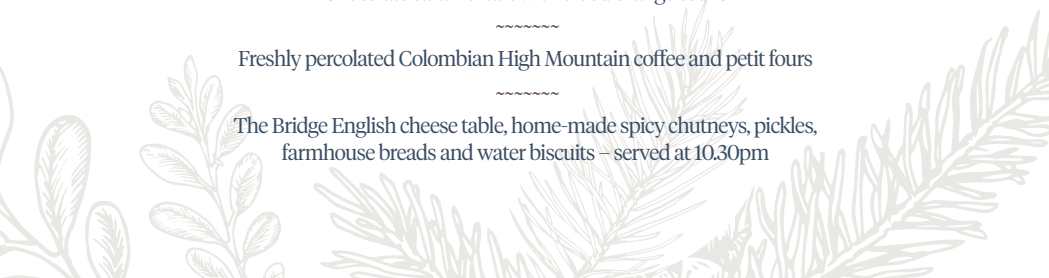 ~~~~~~~
Freshly percolated Colombian High Mountain coffee and petit fours
~~~~~~~
The Bridge English cheese table, home-made spicy chutneys, pickles,
farmhouse breads and water biscuits – served at 10.30pm